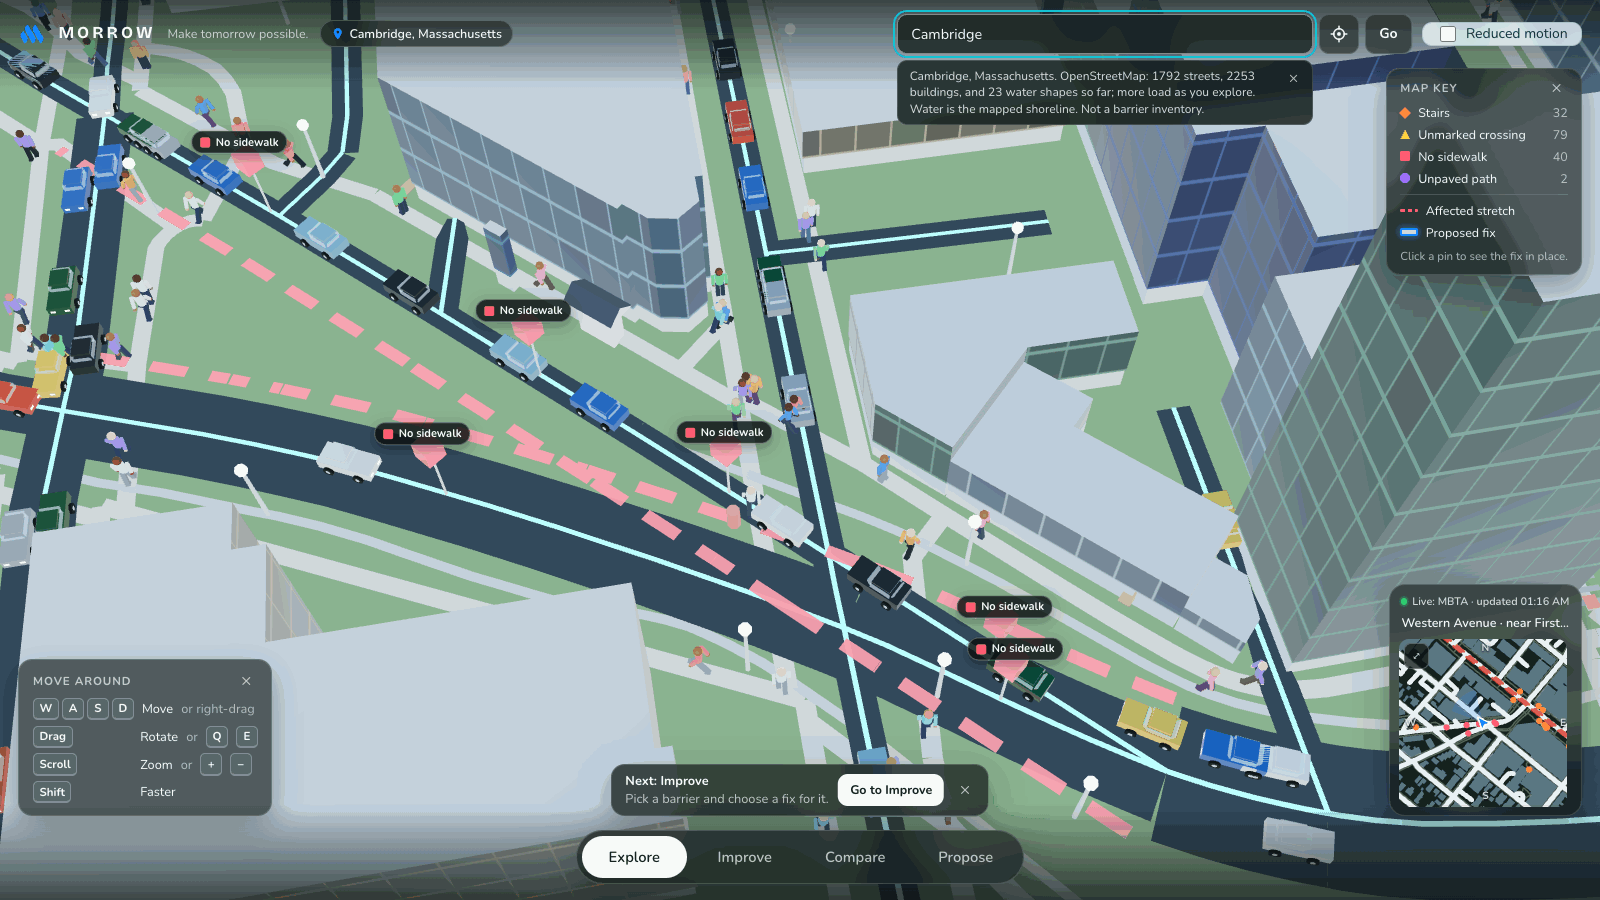 MORROW
Make tomorrow possible.
Cambridge, Massachusetts
Cambridge
Go
Reduced motion
Cambridge, Massachusetts. OpenStreetMap: 1792 streets, 2253
buildings, and 23 water shapes so far; more load as you explore.
Water is the mapped shoreline. Not a barrier inventory.
MAP KEY
Stairs 32
Unmarked crossing 79
No sidewalk 40
Unpaved path 2
Affected stretch
Proposed fix
Click a pin to see the fix in place.
No sidewalk
No sidewalk
No sidewalk
No sidewalk
No sidewalk
No sidewalk
Live: MBTA · updated 01:16 AM
Western Avenue · near First...
N
W
E
S
MOVE AROUND
W A S D Move or right-drag
Drag Rotate or Q E
Scroll Zoom or + −
Shift Faster
Next: Improve
Pick a barrier and choose a fix for it.
Go to Improve
Explore
Improve
Compare
Propose